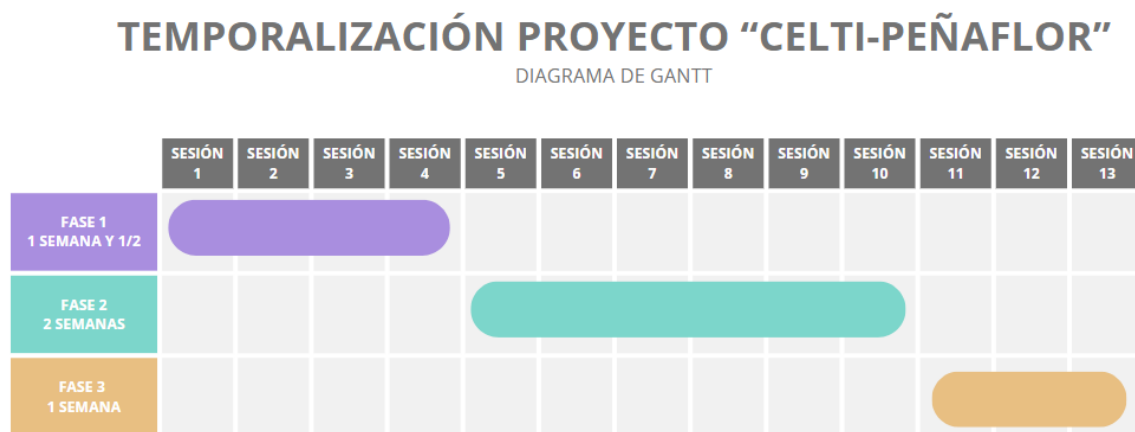 TEMPORALIZACIÓN PROYECTO “CELTI-PEÑAFLOR”
DIAGRAMA DE GANTT
SESIÓN 1
SESIÓN 2
SESIÓN 3
SESIÓN 4
SESIÓN 5
SESIÓN 6
SESIÓN 7
SESIÓN 8
SESIÓN 9
SESIÓN 10
SESIÓN 11
SESIÓN 12
SESIÓN 13
FASE 1
1 SEMANA Y 1/2
FASE 2
2 SEMANAS
FASE 3
1 SEMANA